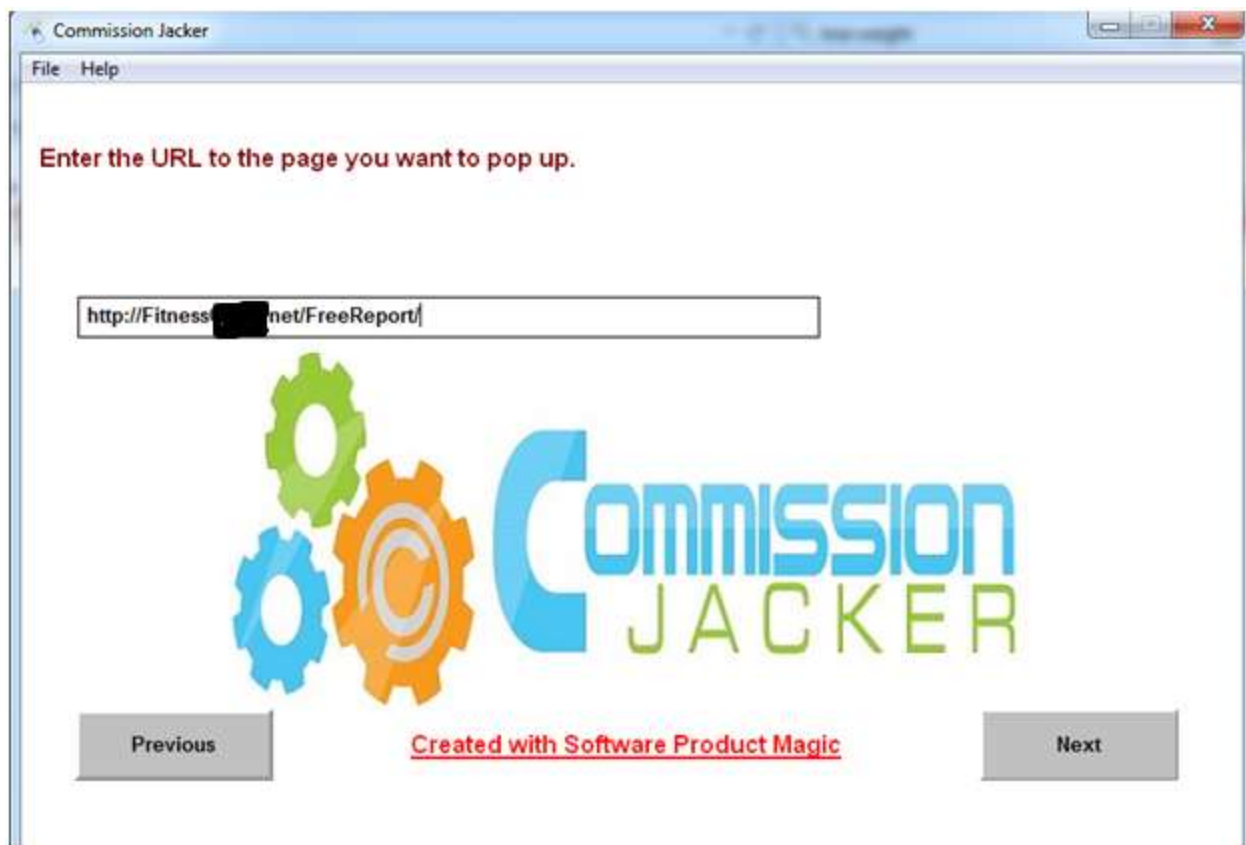 Commission Jacker
File Help
Enter the URL to the page you want to pop up.
http://Fitness net/FreeReport/
COMMISSION
JACKER
Previous
Created with Software Product Magic
Next